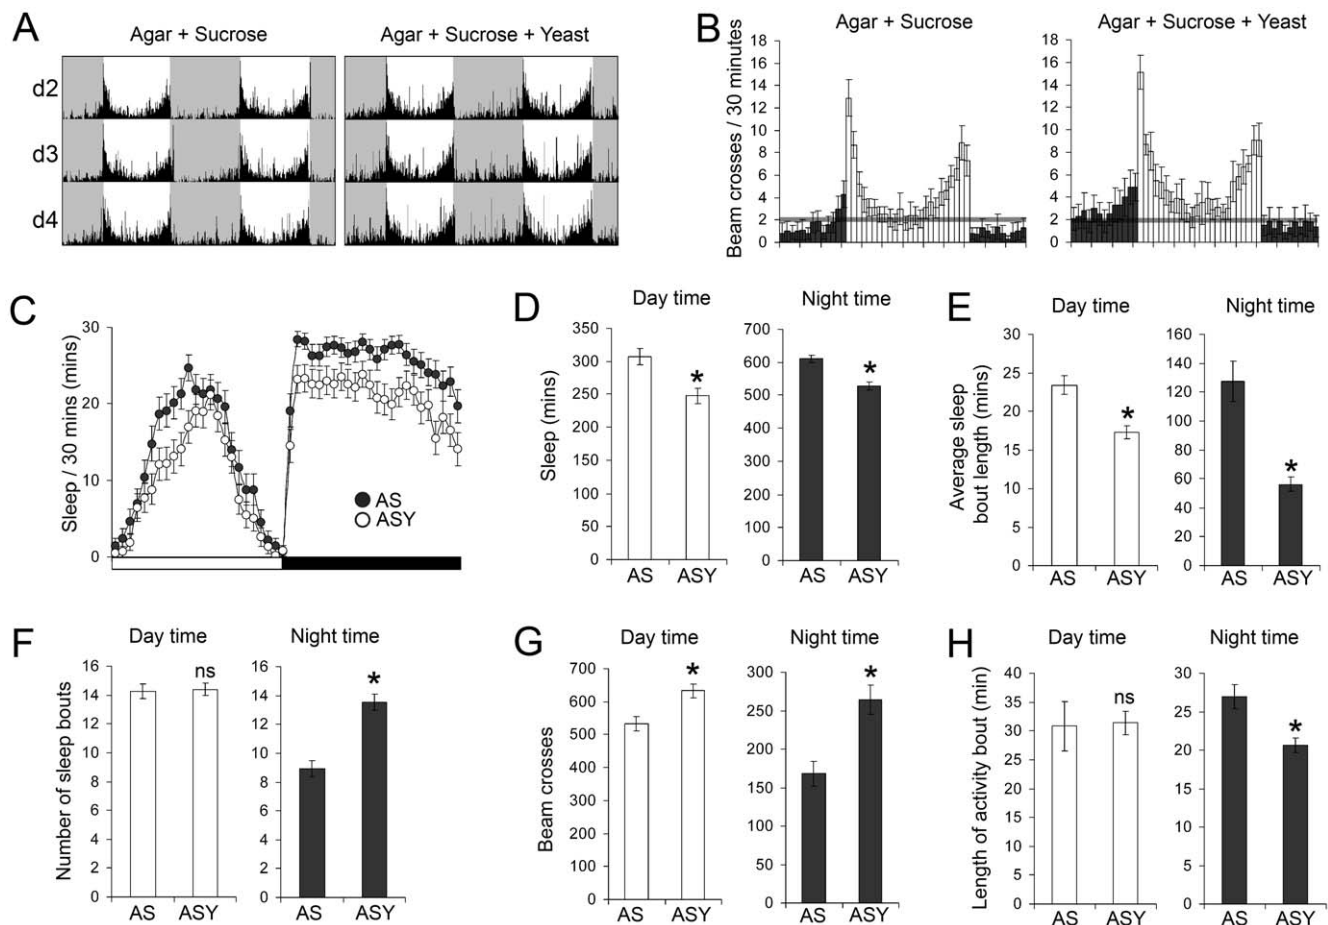 A
Agar + Sucrose
Agar + Sucrose + Yeast
d2
d3
d4
B
Agar + Sucrose
Agar + Sucrose + Yeast
Beam crosses / 30 minutes
18
16
14
12
10
8
6
4
2
0
18
16
14
12
10
8
6
4
2
0
C
Sleep / 30 mins (mins)
30
20
10
0
AS
ASY
D
Day time
Night time
Sleep (mins)
350
300
250
200
150
100
50
0
*
AS
ASY
700
600
500
400
300
200
100
0
*
AS
ASY
E
Day time
Night time
Average sleep
bout length (mins)
30
25
20
15
10
5
0
*
AS
ASY
160
140
120
100
80
60
40
20
0
*
AS
ASY
F
Day time
Night time
Number of sleep bouts
16
14
12
10
8
6
4
2
0
ns
AS
ASY
16
14
12
10
8
6
4
2
0
*
AS
ASY
G
Day time
Night time
Beam crosses
700
600
500
400
300
200
100
0
*
AS
ASY
300
250
200
150
100
50
0
*
AS
ASY
H
Day time
Night time
Length of activity bout (min)
40
35
30
25
20
15
10
5
0
ns
AS
ASY
30
25
20
15
10
5
0
*
AS
ASY